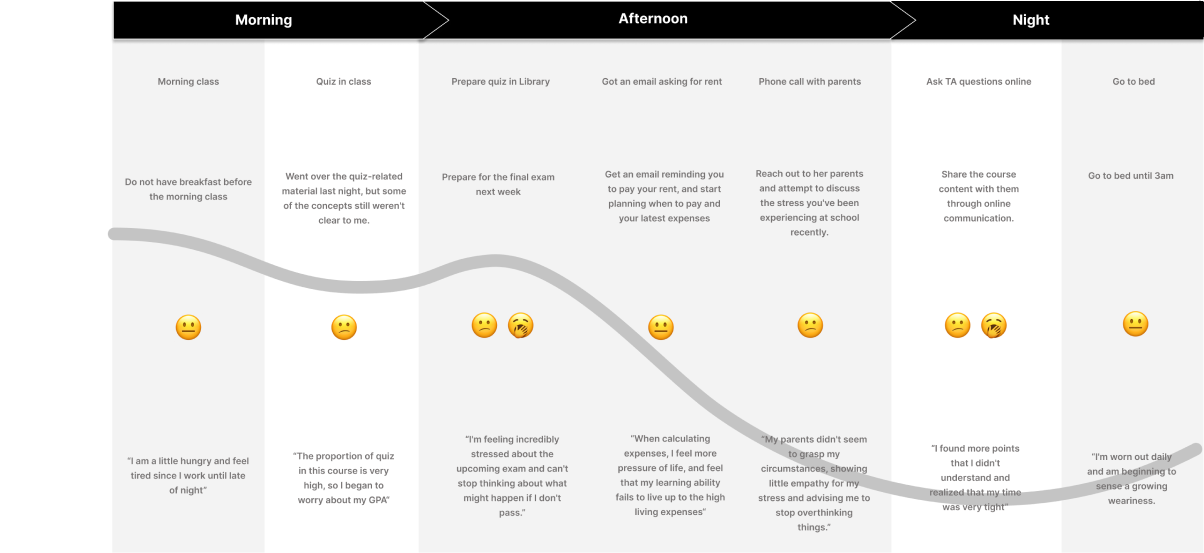 Morning
Afternoon
Night
Morning class
Quiz in class
Prepare quiz in Library
Got an email asking for rent
Phone call with parents
Ask TA questions online
Go to bed
Do not have breakfast before
the morning class
Went over the quiz-related
material last night, but some
of the concepts still weren't
clear to me.
Prepare for the final exam
next week
Get an email reminding you
to pay your rent, and start
planning when to pay and
your latest expenses
Reach out to her parents
and attempt to discuss
the stress you've been
experiencing at school
recently.
Share the course
content with them
through online
communication.
Go to bed until 3am
“I am a little hungry and feel
tired since I work until late
of night”
“The proportion of quiz
in this course is very
high, so I began to
worry about my GPA”
“I'm feeling incredibly
stressed about the
upcoming exam and can't
stop thinking about what
might happen if I don't
pass.”
“When calculating
expenses, I feel more
pressure of life, and feel
that my learning ability
fails to live up to the high
living expenses”
“My parents didn't seem
to grasp my
circumstances, showing
little empathy for my
stress and advising me to
stop overthinking
things.”
“I found more points
that I didn't
understand and
realized that my time
was very tight”
“I'm worn out daily
and am beginning to
sense a growing
weariness.